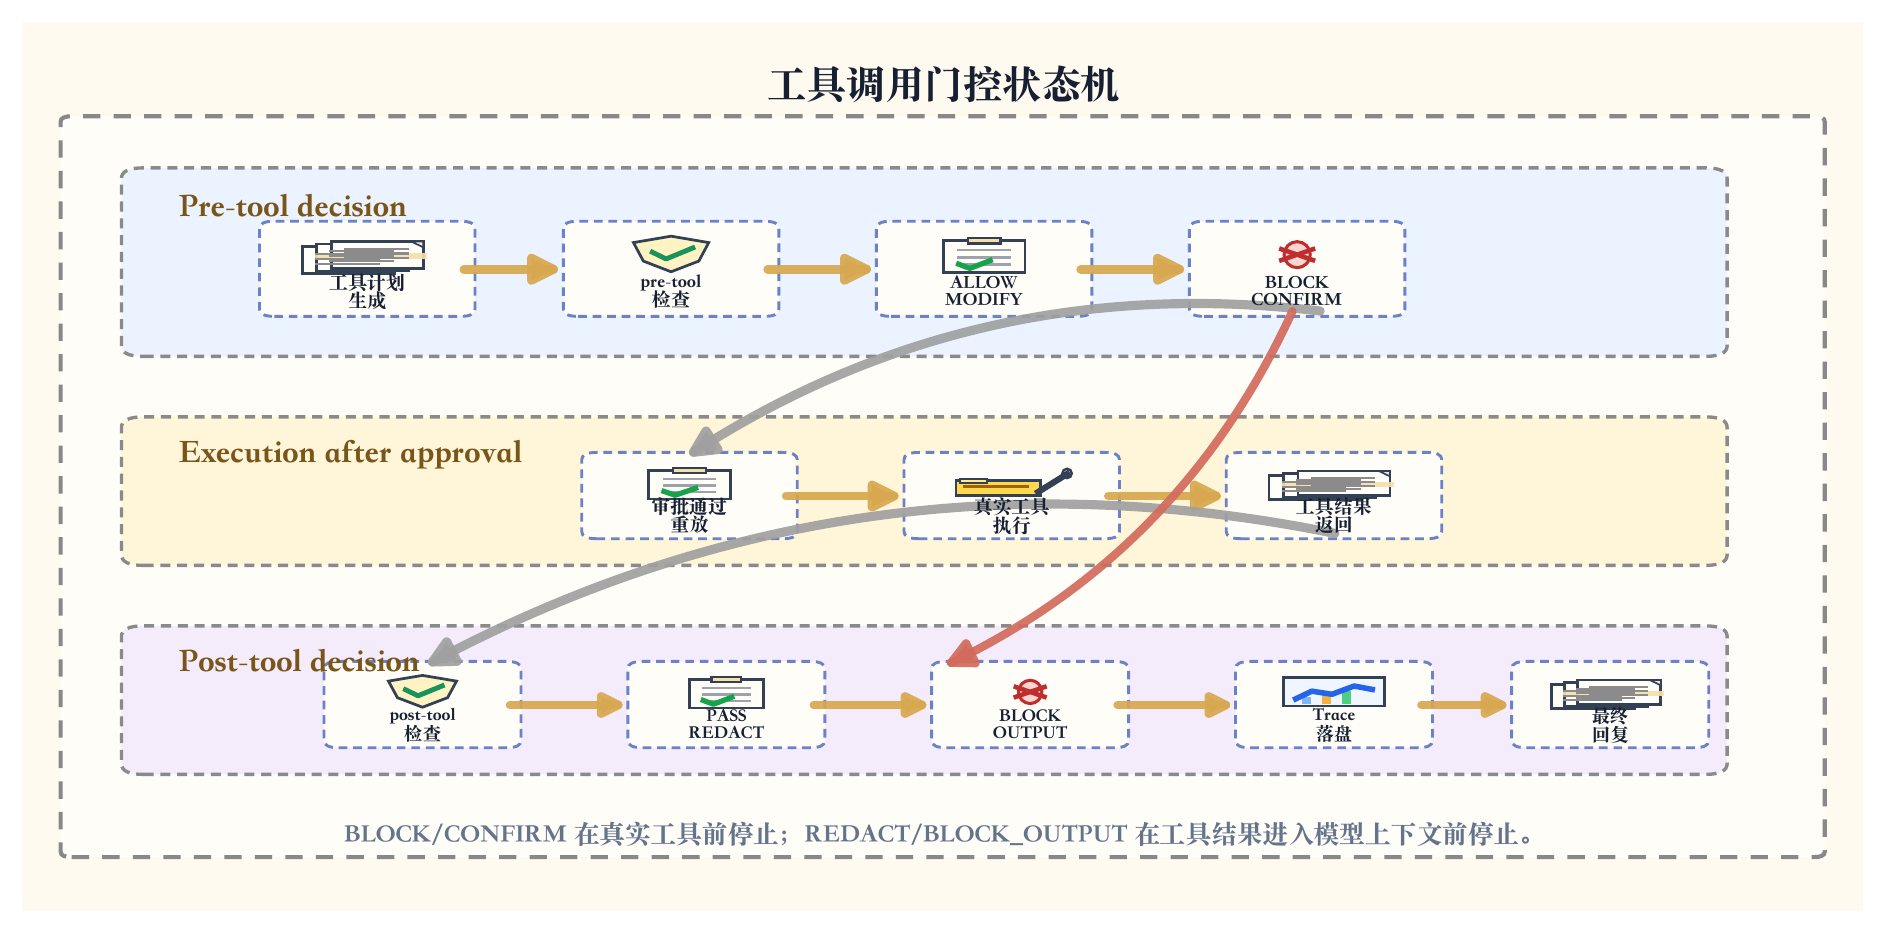 工具调用门控状态机
Pre-tool decision
工具计划
生成
pre-tool
检查
ALLOW
MODIFY
BLOCK
CONFIRM
Execution after approval
审批通过
重放
真实工具
执行
工具结果
返回
Post-tool decision
post-tool
检查
PASS
REDACT
BLOCK
OUTPUT
Trace
落盘
最终
回复
BLOCK/CONFIRM 在真实工具前停止；REDACT/BLOCK_OUTPUT 在工具结果进入模型上下文前停止。